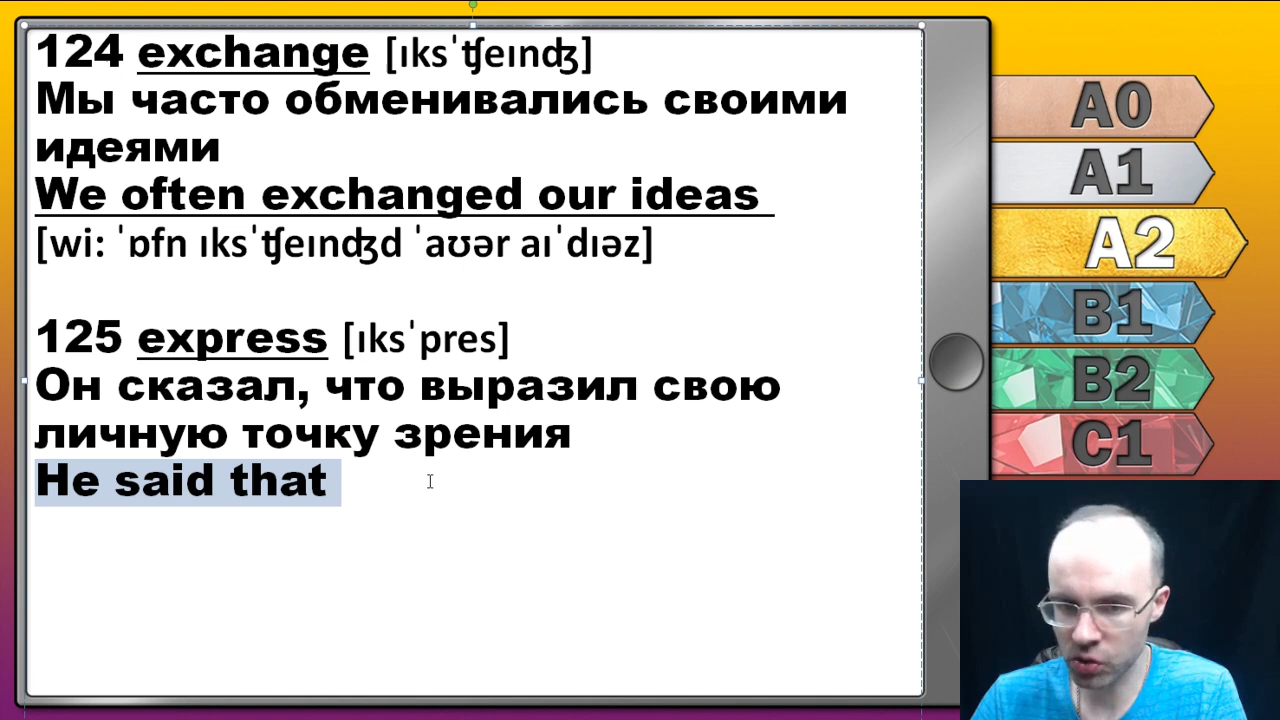 124 exchange [ɪksˈʧeɪnʤ]
Мы часто обменивались своими
идеями
We often exchanged our ideas
[wi: ˈɒfn ɪksˈʧeɪnʤd ˈaʊər aɪˈdɪəz]
125 express [ɪksˈpres]
Он сказал, что выразил свою
личную точку зрения
He said that
A0
A1
A2
B1
B2
C1